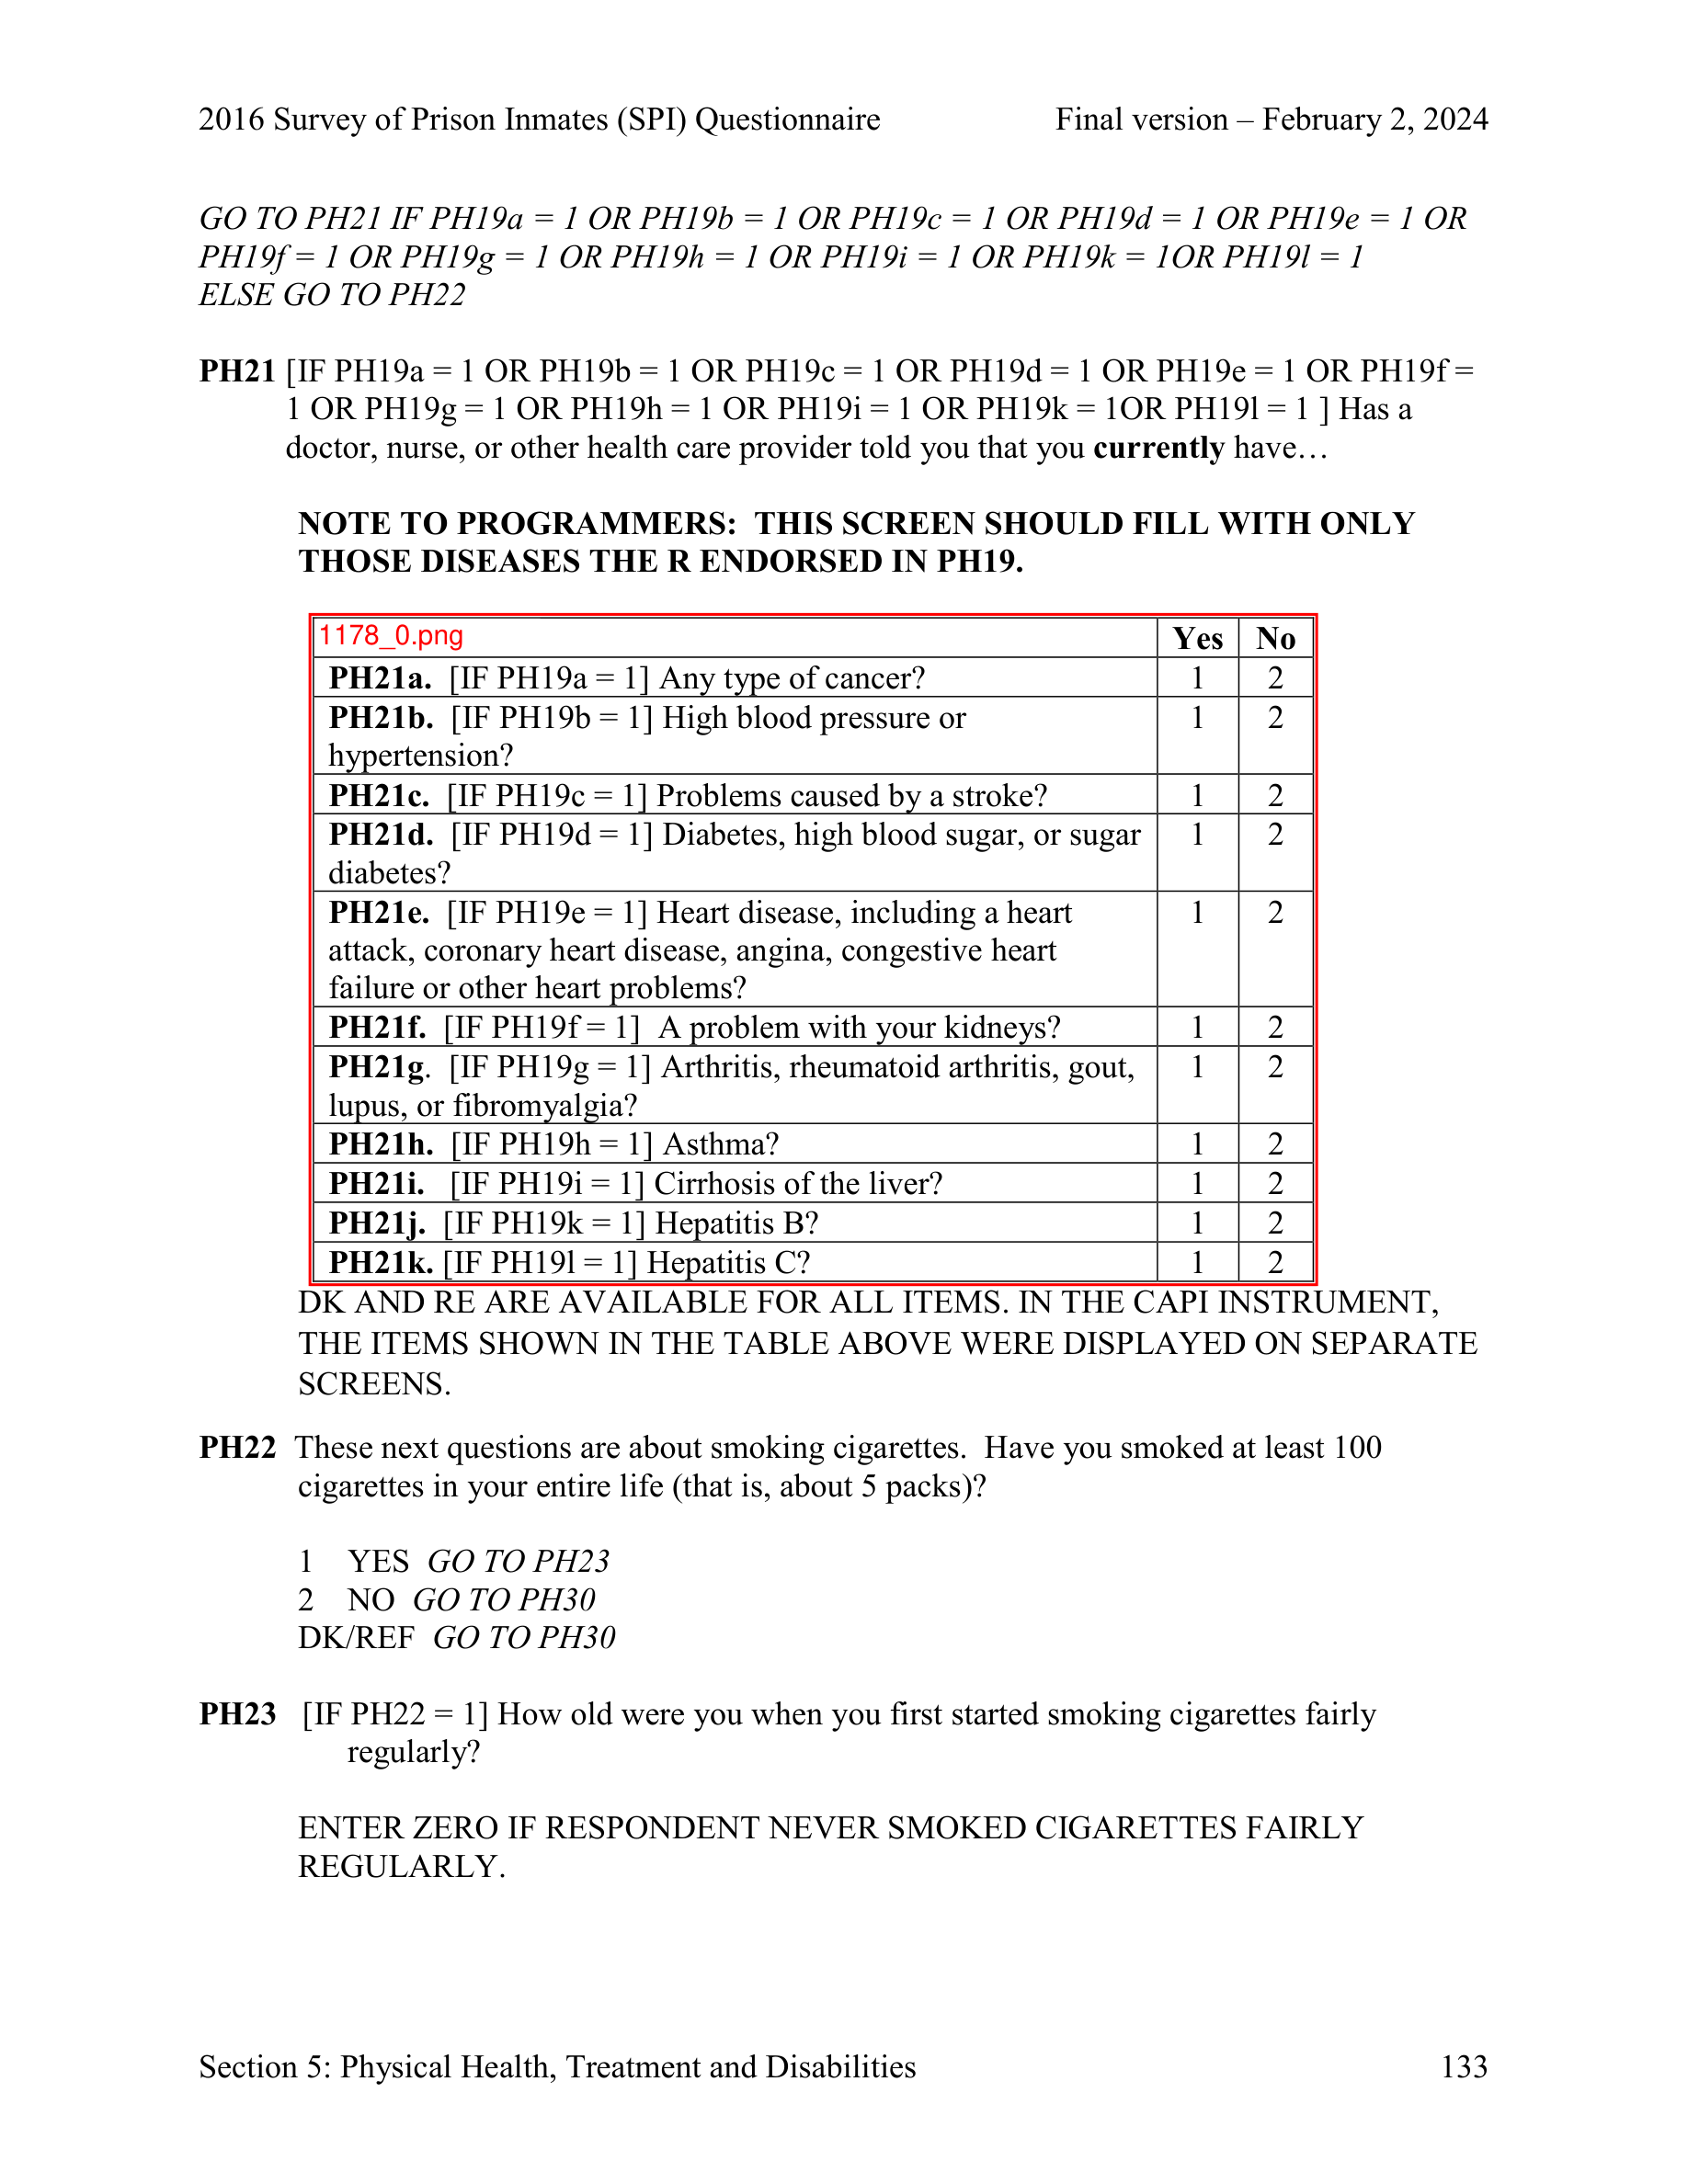 2016 Survey of Prison Inmates (SPI) Questionnaire Final version – February 2, 2024
GO TO PH21 IF PH19a = 1 OR PH19b = 1 OR PH19c = 1 OR PH19d = 1 OR PH19e = 1 OR
PH19f = 1 OR PH19g = 1 OR PH19h = 1 OR PH19i = 1 OR PH19k = 1OR PH19l = 1
ELSE GO TO PH22
PH21 [IF PH19a = 1 OR PH19b = 1 OR PH19c = 1 OR PH19d = 1 OR PH19e = 1 OR PH19f =
1 OR PH19g = 1 OR PH19h = 1 OR PH19i = 1 OR PH19k = 1OR PH19l = 1 ] Has a
doctor, nurse, or other health care provider told you that you currently have…
NOTE TO PROGRAMMERS: THIS SCREEN SHOULD FILL WITH ONLY
THOSE DISEASES THE R ENDORSED IN PH19.
1178_0.png Yes No
PH21a. [IF PH19a = 1] Any type of cancer? 1 2
PH21b. [IF PH19b = 1] High blood pressure or 1 2
hypertension?
PH21c. [IF PH19c = 1] Problems caused by a stroke? 1 2
PH21d. [IF PH19d = 1] Diabetes, high blood sugar, or sugar 1 2
diabetes?
PH21e. [IF PH19e = 1] Heart disease, including a heart 1 2
attack, coronary heart disease, angina, congestive heart
failure or other heart problems?
PH21f. [IF PH19f = 1] A problem with your kidneys? 1 2
PH21g. [IF PH19g = 1] Arthritis, rheumatoid arthritis, gout, 1 2
lupus, or fibromyalgia?
PH21h. [IF PH19h = 1] Asthma? 1 2
PH21i. [IF PH19i = 1] Cirrhosis of the liver? 1 2
PH21j. [IF PH19k = 1] Hepatitis B? 1 2
PH21k. [IF PH19l = 1] Hepatitis C? 1 2
DK AND RE ARE AVAILABLE FOR ALL ITEMS. IN THE CAPI INSTRUMENT,
THE ITEMS SHOWN IN THE TABLE ABOVE WERE DISPLAYED ON SEPARATE
SCREENS.
PH22 These next questions are about smoking cigarettes. Have you smoked at least 100
cigarettes in your entire life (that is, about 5 packs)?
1 YES GO TO PH23
2 NO GO TO PH30
DK/REF GO TO PH30
PH23 [IF PH22 = 1] How old were you when you first started smoking cigarettes fairly
regularly?
ENTER ZERO IF RESPONDENT NEVER SMOKED CIGARETTES FAIRLY
REGULARLY.
Section 5: Physical Health, Treatment and Disabilities 133